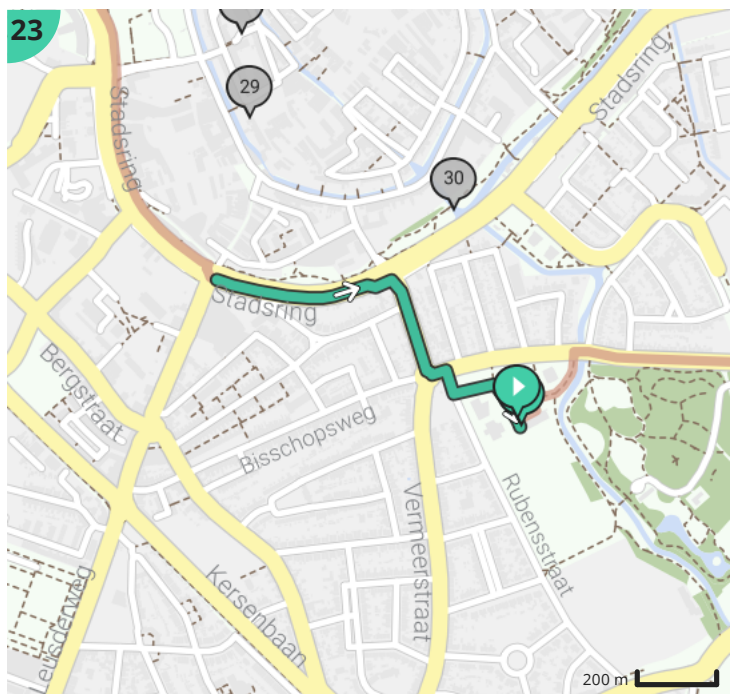 23
29
Stadsring
Stadsring
30
Stadsring
Bergstraat
Bisschopsweg
Rubensstraat
Vermeerstraat
Kersenbaan
Leusderweg
200 m